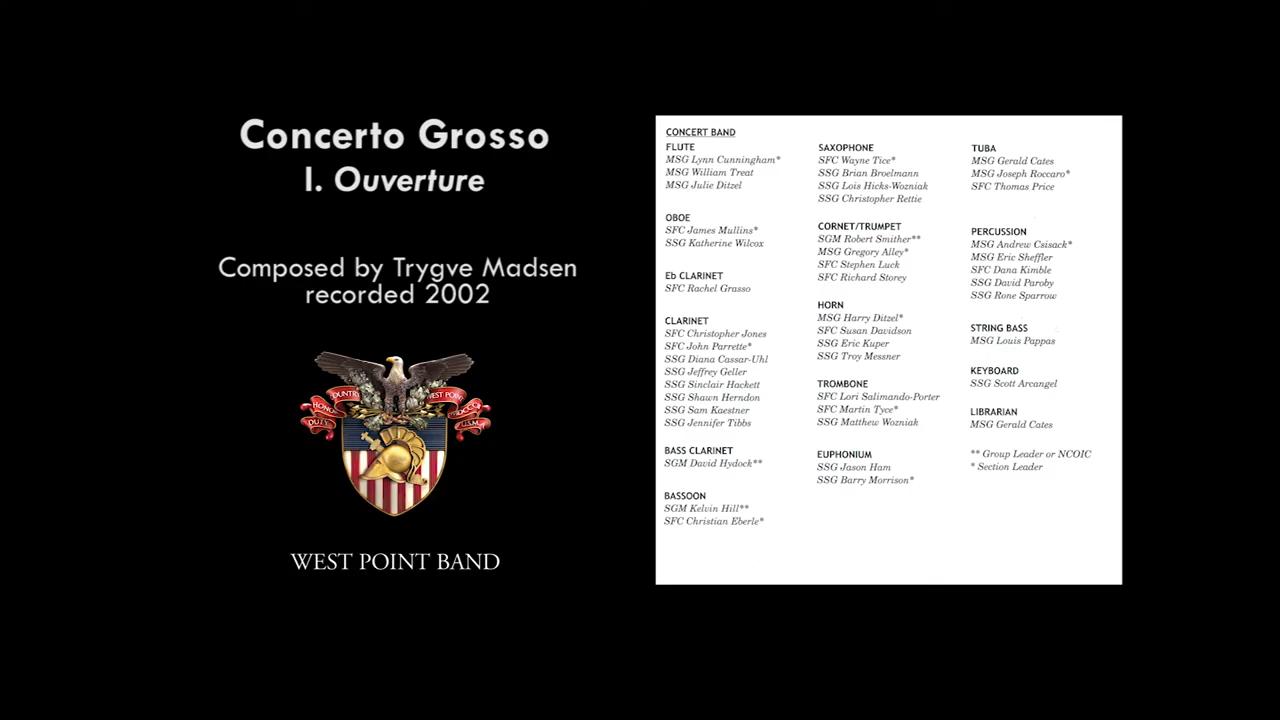 Concerto Grosso
I. Ouverture
Composed by Trygve Madsen
recorded 2002
DUTY
HONOR
COUNTRY
WEST POINT
MDCCCII
U.S.M.A.
WEST POINT BAND
CONCERT BAND
FLUTE
MSG Lynn Cunningham*
MSG William Treat
MSG Julie Ditzel
OBOE
SFC James Mullins*
SSG Katherine Wilcox
Eb CLARINET
SFC Rachel Grasso
CLARINET
SFC Christopher Jones
SFC John Parrette*
SSG Diana Cassar-Uhl
SSG Jeffrey Geller
SSG Sinclair Hackett
SSG Shawn Herndon
SSG Sam Kaestner
SSG Jennifer Tibbs
BASS CLARINET
SGM David Hydock**
BASSOON
SGM Kelvin Hill**
SFC Christian Eberle*
SAXOPHONE
SFC Wayne Tice*
SSG Brian Broelmann
SSG Lois Hicks-Wozniak
SSG Christopher Rettie
CORNET/TRUMPET
SGM Robert Smither**
MSG Gregory Alley*
SFC Stephen Luck
SFC Richard Storey
HORN
MSG Harry Ditzel*
SFC Susan Davidson
SSG Eric Kuper
SSG Troy Messner
TROMBONE
SFC Lori Salimando-Porter
SFC Martin Tyce*
SSG Matthew Wozniak
EUPHONIUM
SSG Jason Ham
SSG Barry Morrison*
TUBA
MSG Gerald Cates
MSG Joseph Roccaro*
SFC Thomas Price
PERCUSSION
MSG Andrew Csisack*
MSG Eric Sheffler
SFC Dana Kimble
SSG David Paroby
SSG Rone Sparrow
STRING BASS
MSG Louis Pappas
KEYBOARD
SSG Scott Arcangel
LIBRARIAN
MSG Gerald Cates
** Group Leader or NCOIC
* Section Leader